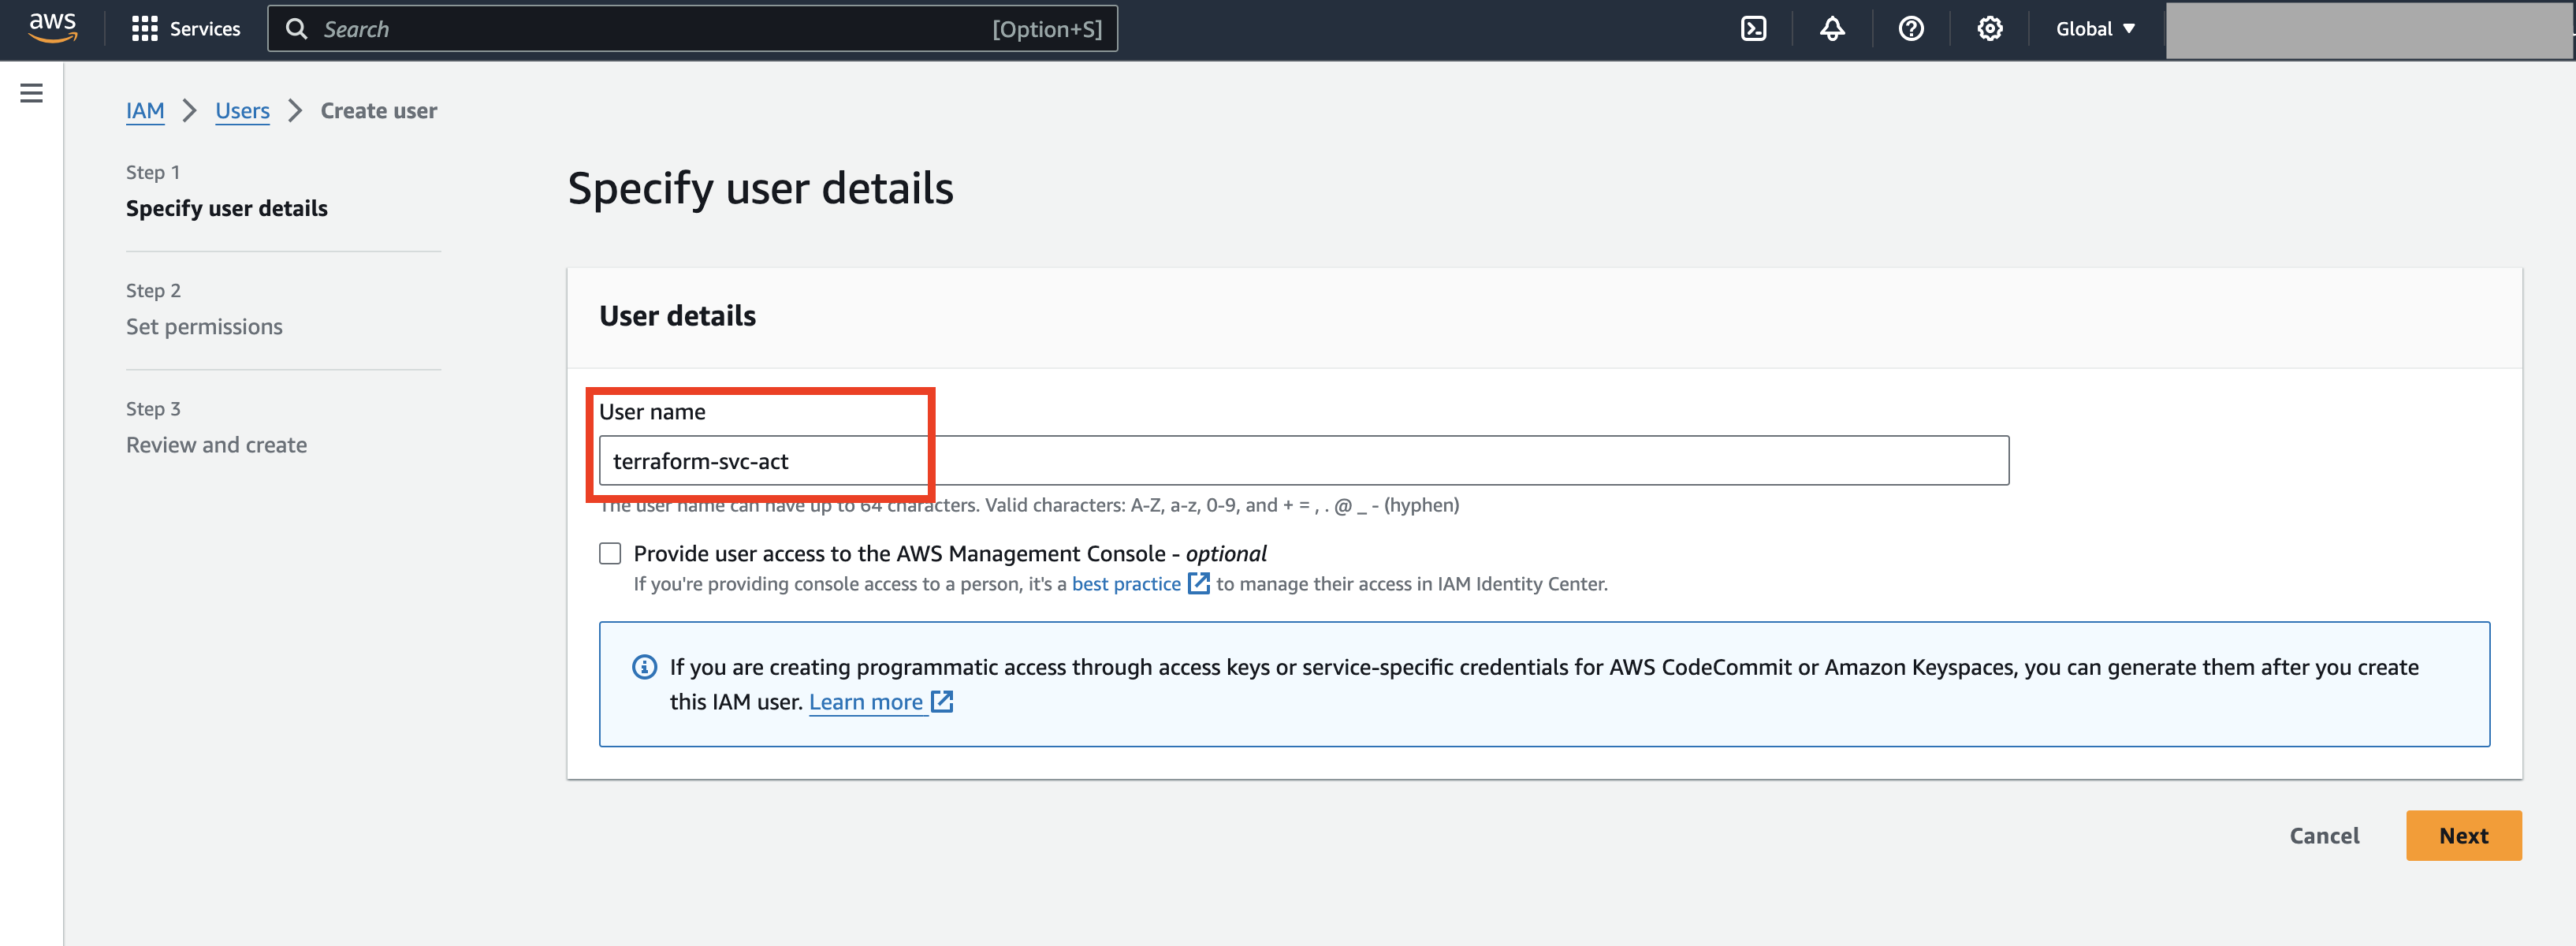 aws
Services
Search
[Option+S]
Global
IAM
Users
Create user
Step 1
Specify user details
Step 2
Set permissions
Step 3
Review and create
Specify user details
User details
User name
terraform-svc-act
The user name can have up to 64 characters. Valid characters: A-Z, a-z, 0-9, and + = , . @ _ - (hyphen)
Provide user access to the AWS Management Console - optional
If you're providing console access to a person, it's a best practice to manage their access in IAM Identity Center.
If you are creating programmatic access through access keys or service-specific credentials for AWS CodeCommit or Amazon Keyspaces, you can generate them after you create
this IAM user. Learn more
Cancel
Next